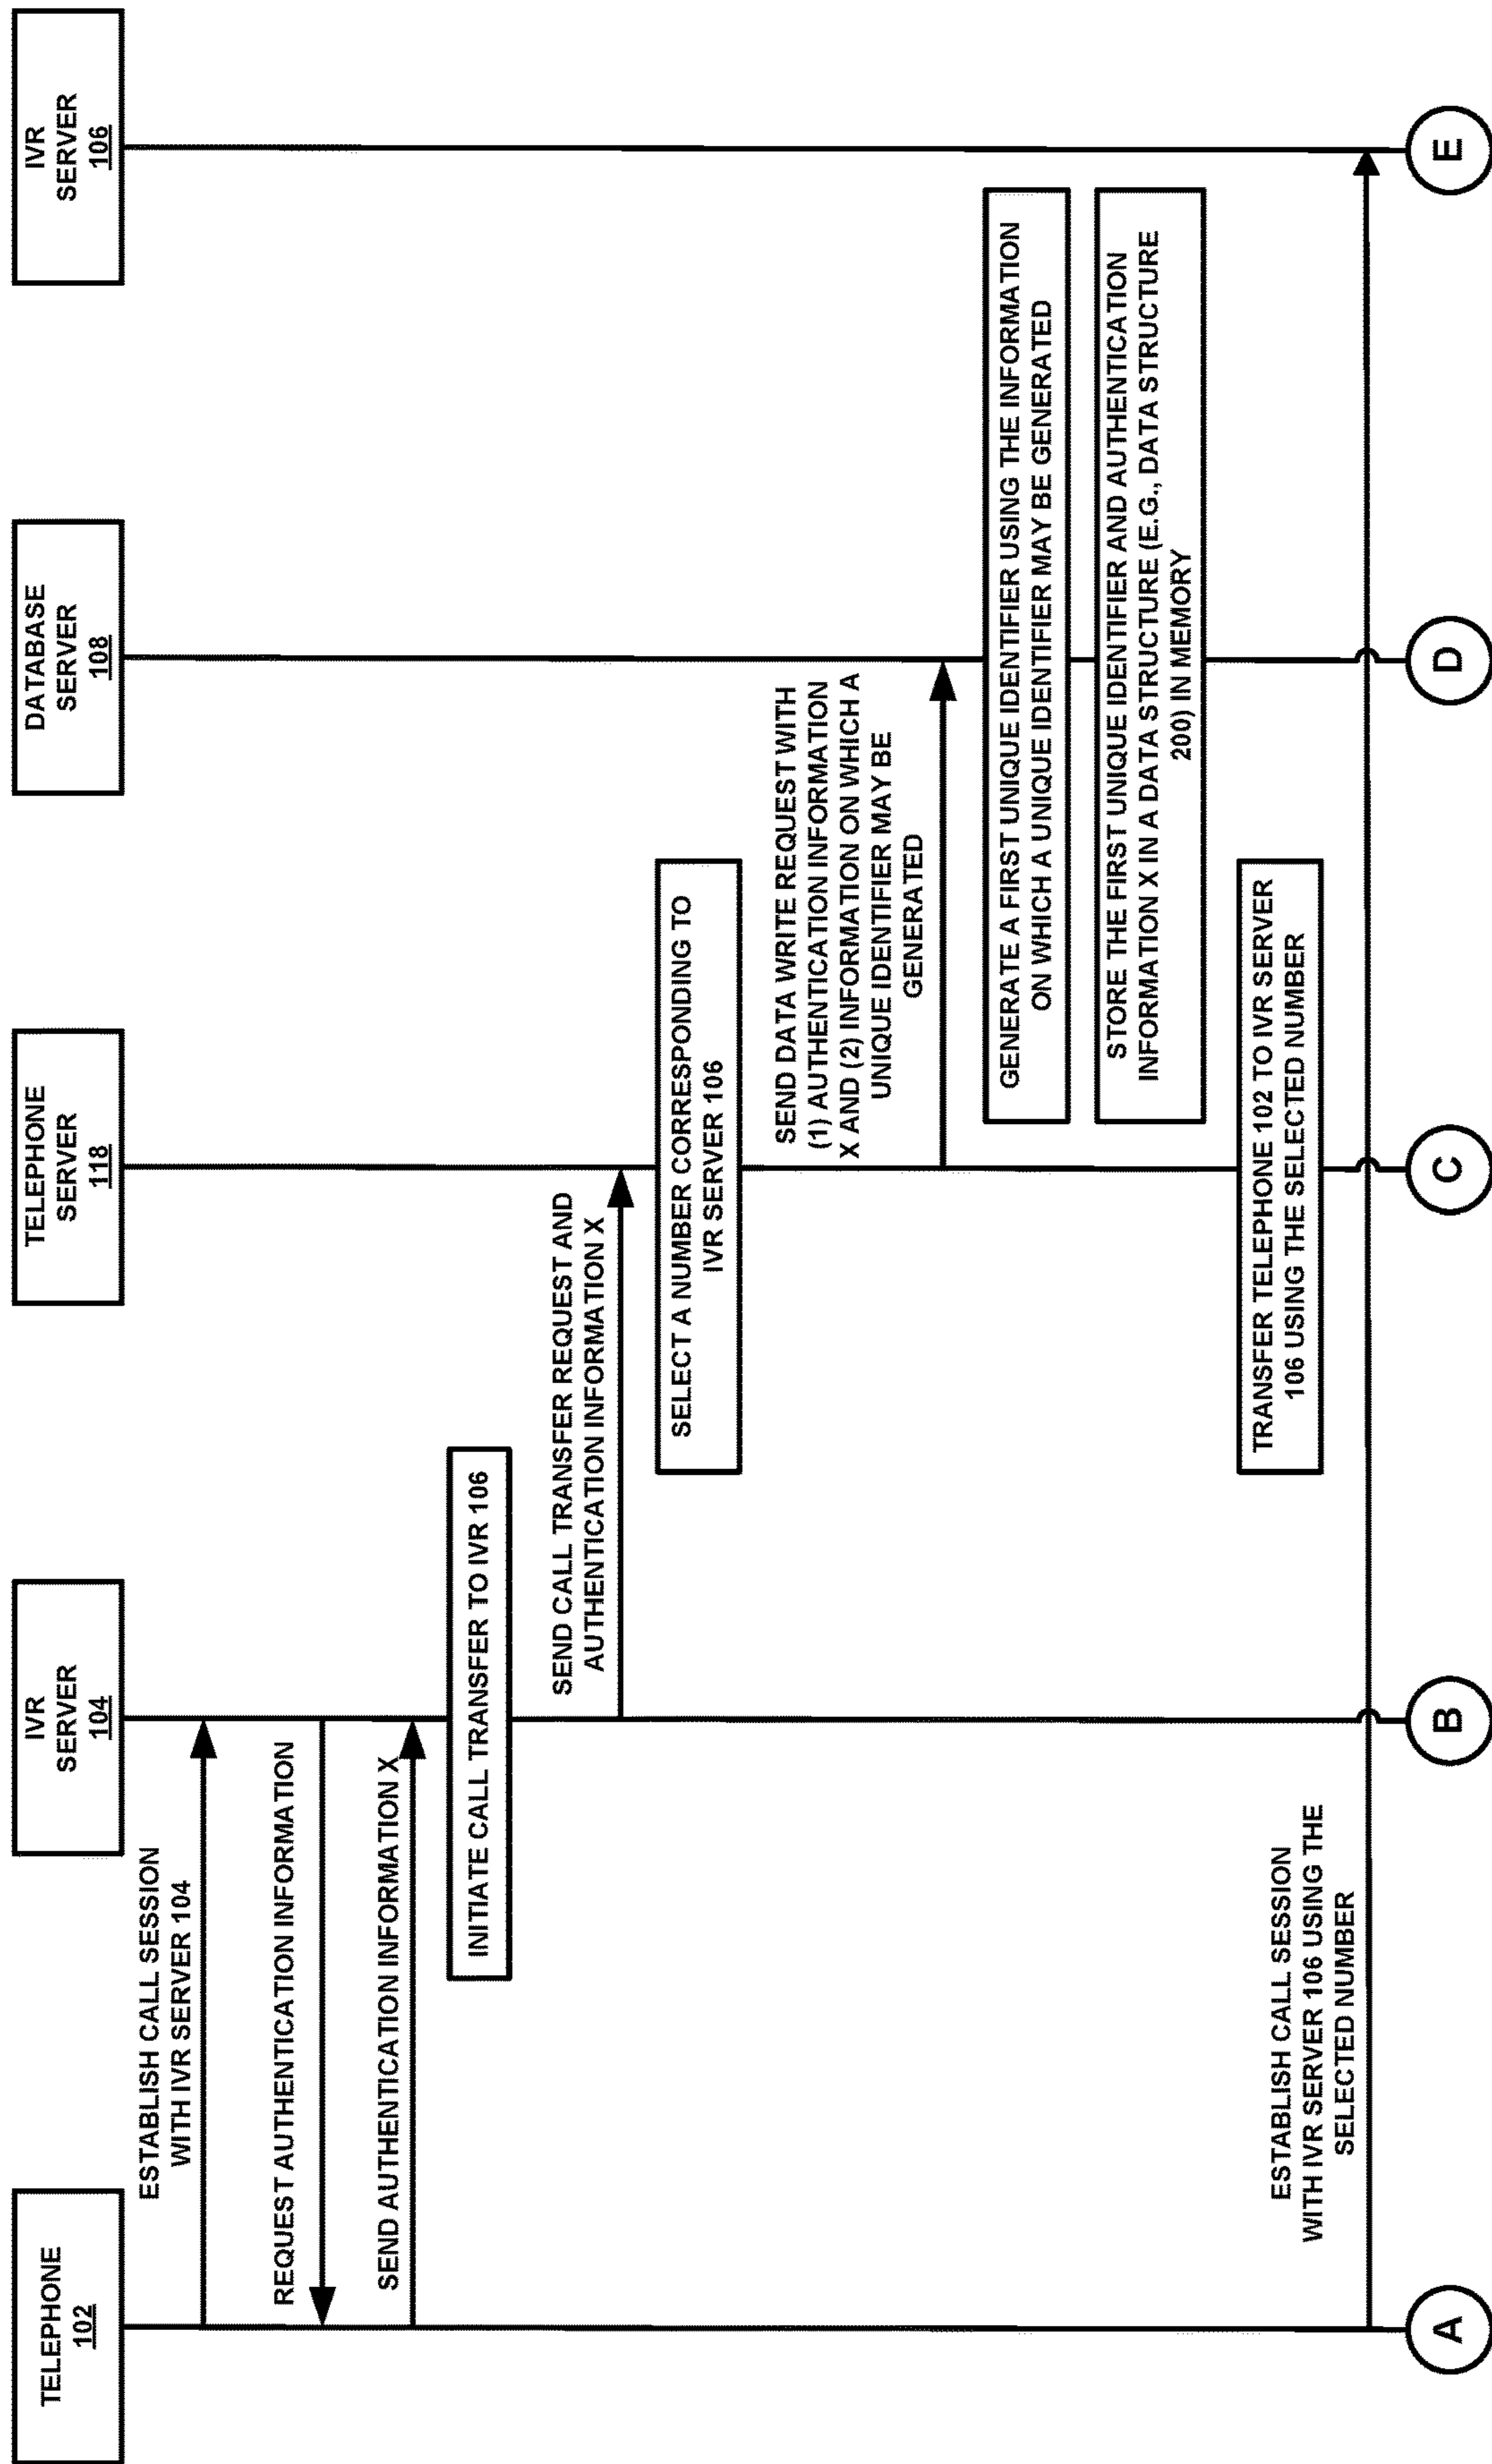 TELEPHONE
102
IVR
SERVER
104
TELEPHONE
SERVER
118
DATABASE
SERVER
108
IVR
SERVER
106
ESTABLISH CALL SESSION
WITH IVR SERVER 104
REQUEST AUTHENTICATION INFORMATION
SEND AUTHENTICATION INFORMATION X
INITIATE CALL TRANSFER TO IVR 106
SEND CALL TRANSFER REQUEST AND
AUTHENTICATION INFORMATION X
SELECT A NUMBER CORRESPONDING TO
IVR SERVER 106
SEND DATA WRITE REQUEST WITH
(1) AUTHENTICATION INFORMATION
X AND (2) INFORMATION ON WHICH A
UNIQUE IDENTIFIER MAY BE
GENERATED
GENERATE A FIRST UNIQUE IDENTIFIER USING THE INFORMATION
ON WHICH A UNIQUE IDENTIFIER MAY BE GENERATED
STORE THE FIRST UNIQUE IDENTIFIER AND AUTHENTICATION
INFORMATION X IN A DATA STRUCTURE (E.G., DATA STRUCTURE
200) IN MEMORY
TRANSFER TELEPHONE 102 TO IVR SERVER
106 USING THE SELECTED NUMBER
ESTABLISH CALL SESSION
WITH IVR SERVER 106 USING THE
SELECTED NUMBER
A
B
C
D
E